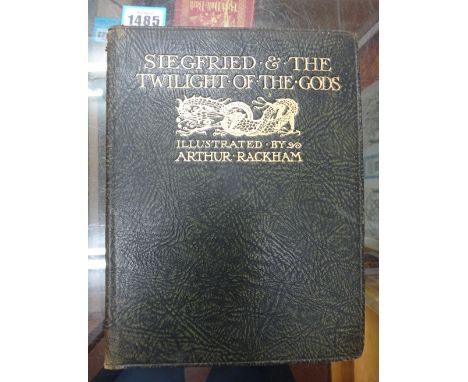 1485
SIEGFRIED · & · THE
TWILIGHT · OF · THE · GODS
ILLUSTRATED · BY
ARTHUR · RACKHAM